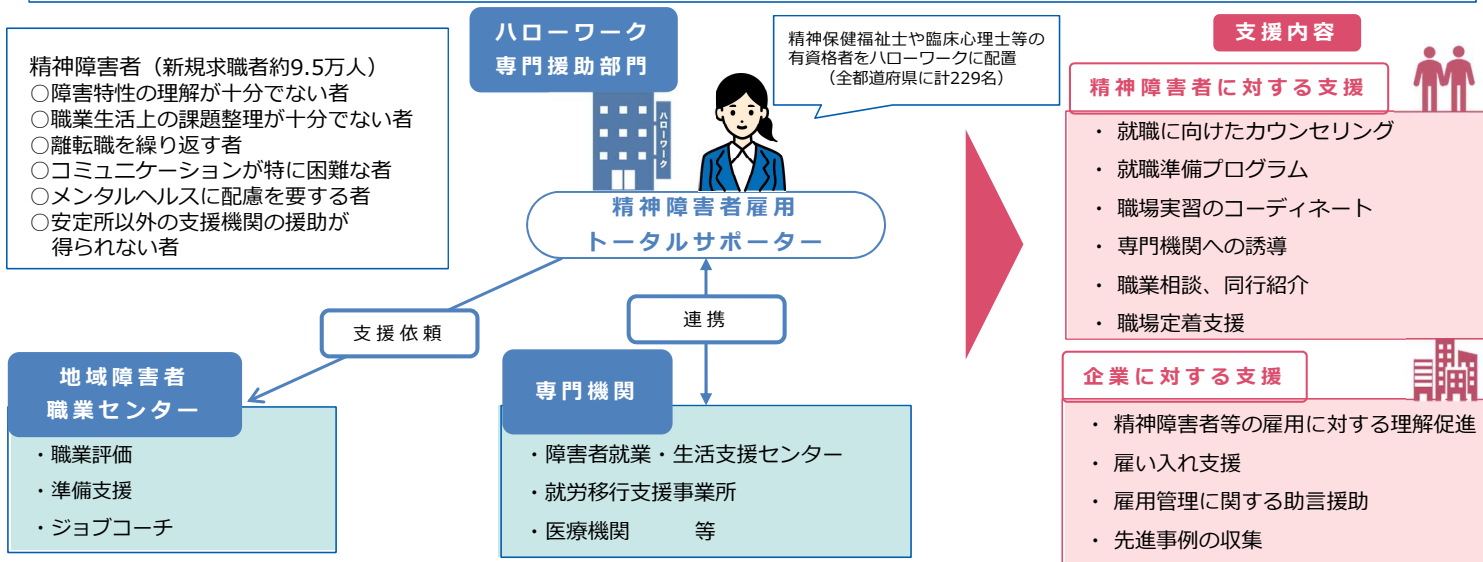 精神障害者（新規求職者約9.5万人）
○障害特性の理解が十分でない者
○職業生活上の課題整理が十分でない者
○離転職を繰り返す者
○コミュニケーションが特に困難な者
○メンタルヘルスに配慮を要する者
○安定所以外の支援機関の援助が
得られない者
ハローワーク
専門援助部門
ハローワーク
精神保健福祉士や臨床心理士等の
有資格者をハローワークに配置
（全都道府県に計229名）
精神障害者雇用
トータルサポーター
支援依頼
連携
地域障害者
職業センター
・職業評価
・準備支援
・ジョブコーチ
専門機関
・障害者就業・生活支援センター
・就労移行支援事業所
・医療機関　　等
支援内容
精神障害者に対する支援
・ 就職に向けたカウンセリング
・ 就職準備プログラム
・ 職場実習のコーディネート
・ 専門機関への誘導
・ 職業相談、同行紹介
・ 職場定着支援
企業に対する支援
・ 精神障害者等の雇用に対する理解促進
・ 雇い入れ支援
・ 雇用管理に関する助言援助
・ 先進事例の収集